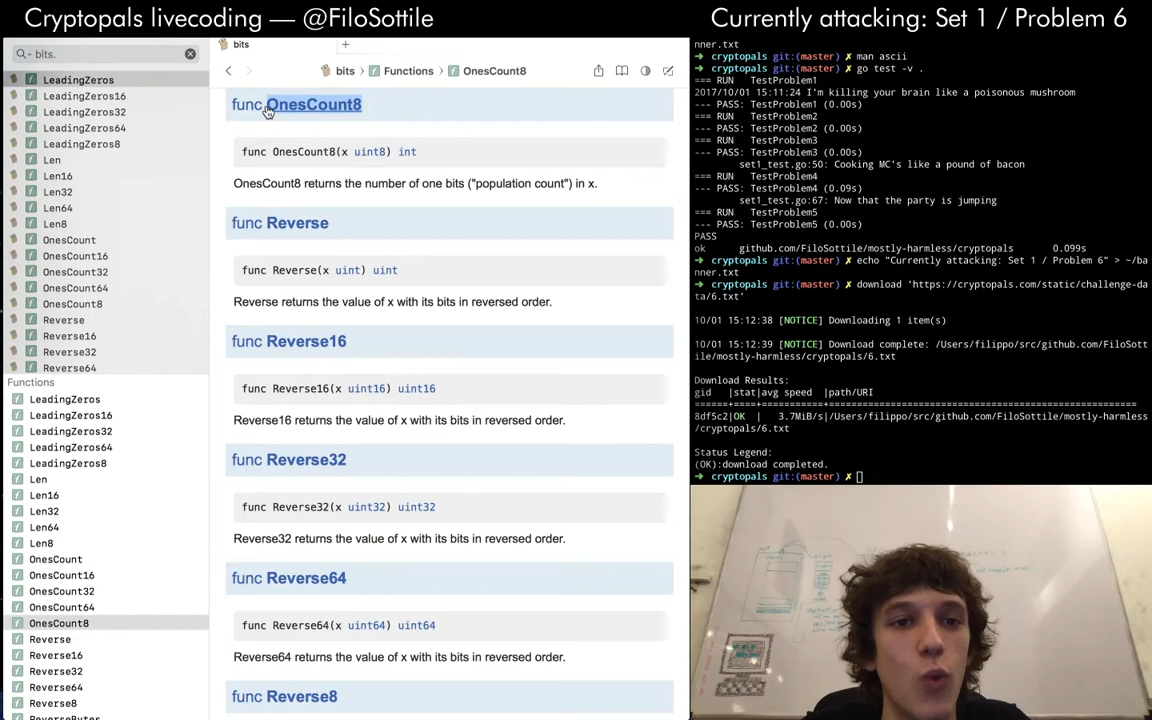 Cryptopals livecoding — @FiloSottile
Currently attacking: Set 1 / Problem 6
bits.
LeadingZeros
LeadingZeros16
LeadingZeros32
LeadingZeros64
LeadingZeros8
Len
Len16
Len32
Len64
Len8
OnesCount
OnesCount16
OnesCount32
OnesCount64
OnesCount8
Reverse
Reverse16
Reverse32
Reverse64
Functions
LeadingZeros
LeadingZeros16
LeadingZeros32
LeadingZeros64
LeadingZeros8
Len
Len16
Len32
Len64
Len8
OnesCount
OnesCount16
OnesCount32
OnesCount64
OnesCount8
Reverse
Reverse16
Reverse32
Reverse64
Reverse8
ReverseBytes
bits
bits > Functions > OnesCount8
func OnesCount8
func OnesCount8(x uint8) int
OnesCount8 returns the number of one bits ("population count") in x.
func Reverse
func Reverse(x uint) uint
Reverse returns the value of x with its bits in reversed order.
func Reverse16
func Reverse16(x uint16) uint16
Reverse16 returns the value of x with its bits in reversed order.
func Reverse32
func Reverse32(x uint32) uint32
Reverse32 returns the value of x with its bits in reversed order.
func Reverse64
func Reverse64(x uint64) uint64
Reverse64 returns the value of x with its bits in reversed order.
func Reverse8
nner.txt
➜ cryptopals git:(master) ✗ man ascii
➜ cryptopals git:(master) ✗ go test -v .
=== RUN TestProblem1
2017/10/01 15:11:24 I'm killing your brain like a poisonous mushroom
--- PASS: TestProblem1 (0.00s)
=== RUN TestProblem2
--- PASS: TestProblem2 (0.00s)
=== RUN TestProblem3
--- PASS: TestProblem3 (0.00s)
set1_test.go:50: Cooking MC's like a pound of bacon
=== RUN TestProblem4
--- PASS: TestProblem4 (0.09s)
set1_test.go:67: Now that the party is jumping
=== RUN TestProblem5
--- PASS: TestProblem5 (0.00s)
PASS
ok github.com/FiloSottile/mostly-harmless/cryptopals 0.099s
➜ cryptopals git:(master) ✗ echo "Currently attacking: Set 1 / Problem 6" > ~/ba
nner.txt
➜ cryptopals git:(master) ✗ download 'https://cryptopals.com/static/challenge-da
ta/6.txt'
10/01 15:12:38 [NOTICE] Downloading 1 item(s)
10/01 15:12:39 [NOTICE] Download complete: /Users/filippo/src/github.com/FiloSott
ile/mostly-harmless/cryptopals/6.txt
Download Results:
gid |stat|avg speed |path/URI
======+====+===========+=======================================================
8df5c2|OK | 3.7MiB/s|/Users/filippo/src/github.com/FiloSottile/mostly-harmless
/cryptopals/6.txt
Status Legend:
(OK):download completed.
➜ cryptopals git:(master) ✗